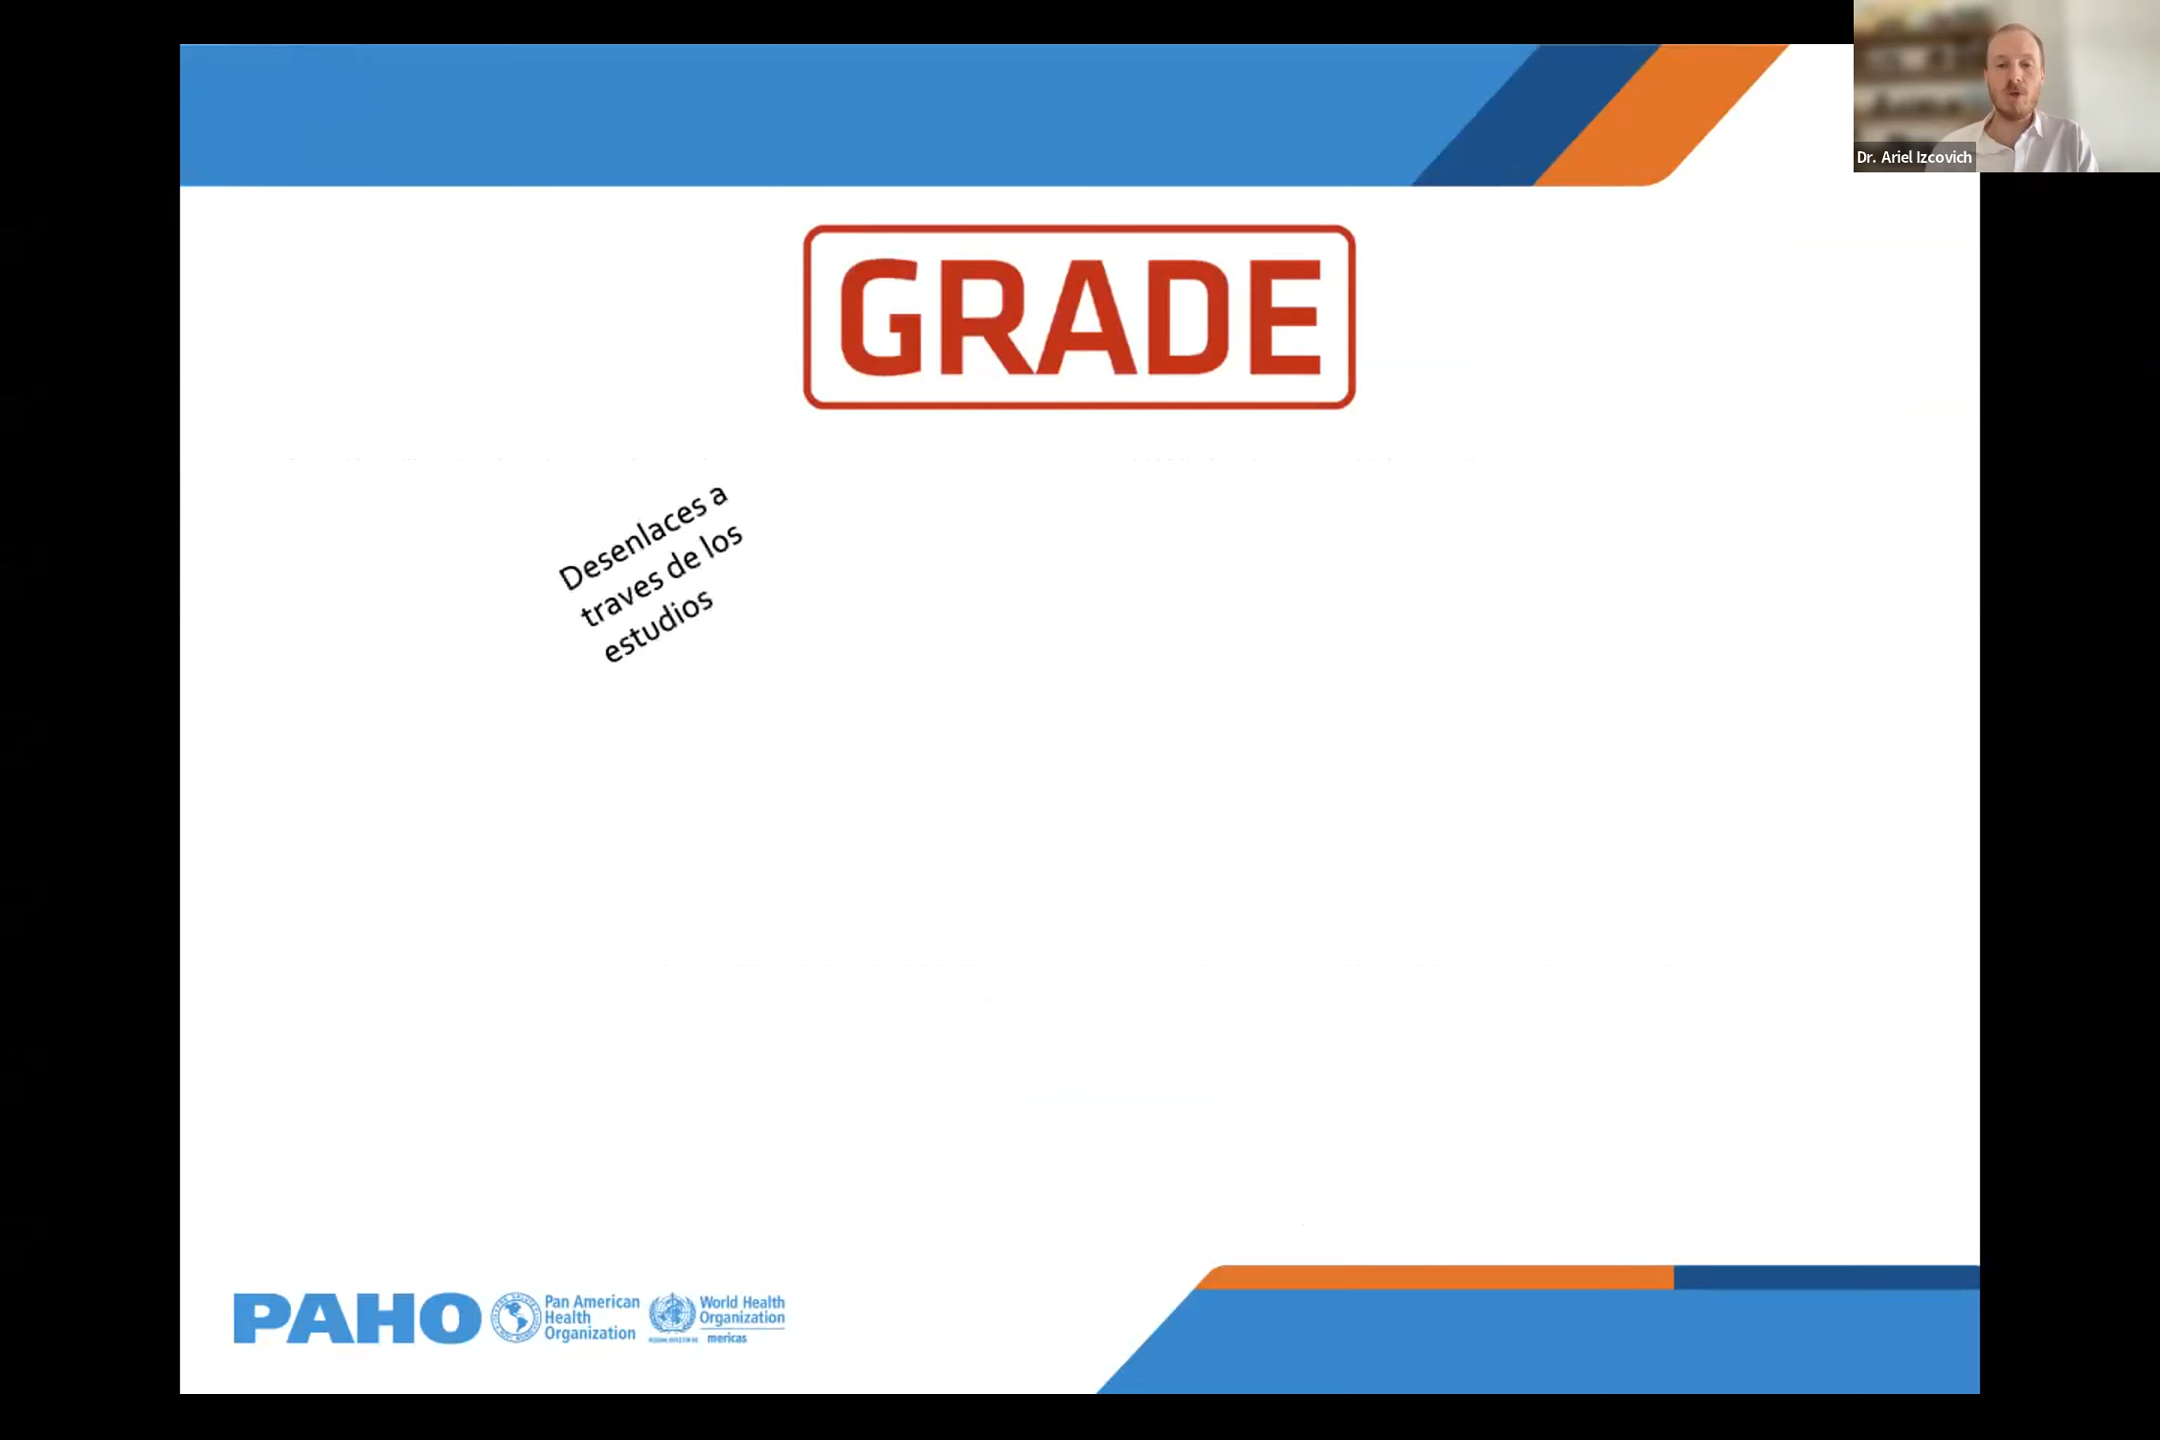 Dr. Ariel Izcovich
GRADE
Desenlaces a
traves de los
estudios
PAHO
Pan American
Health
Organization
World Health
Organization
mericas